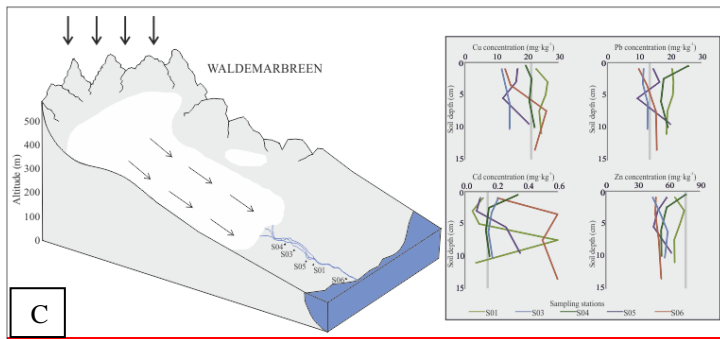 WALDEMARBREEN
Altitude (m)
500
400
300
200
100
0
S04
S03
S05
S01
S06
C
Cu concentration (mg·kg⁻¹)
0 10 20 30
Soil depth (cm)
0
5
10
15
Pb concentration (mg·kg⁻¹)
0 10 20 30
Soil depth (cm)
0
5
10
15
Cd concentration (mg·kg⁻¹)
0.0 0.2 0.4 0.6
Soil depth (cm)
0
5
10
15
Zn concentration (mg·kg⁻¹)
0 30 60 90
Soil depth (cm)
0
5
10
15
Sampling stations
S01 S03 S04 S05 S06